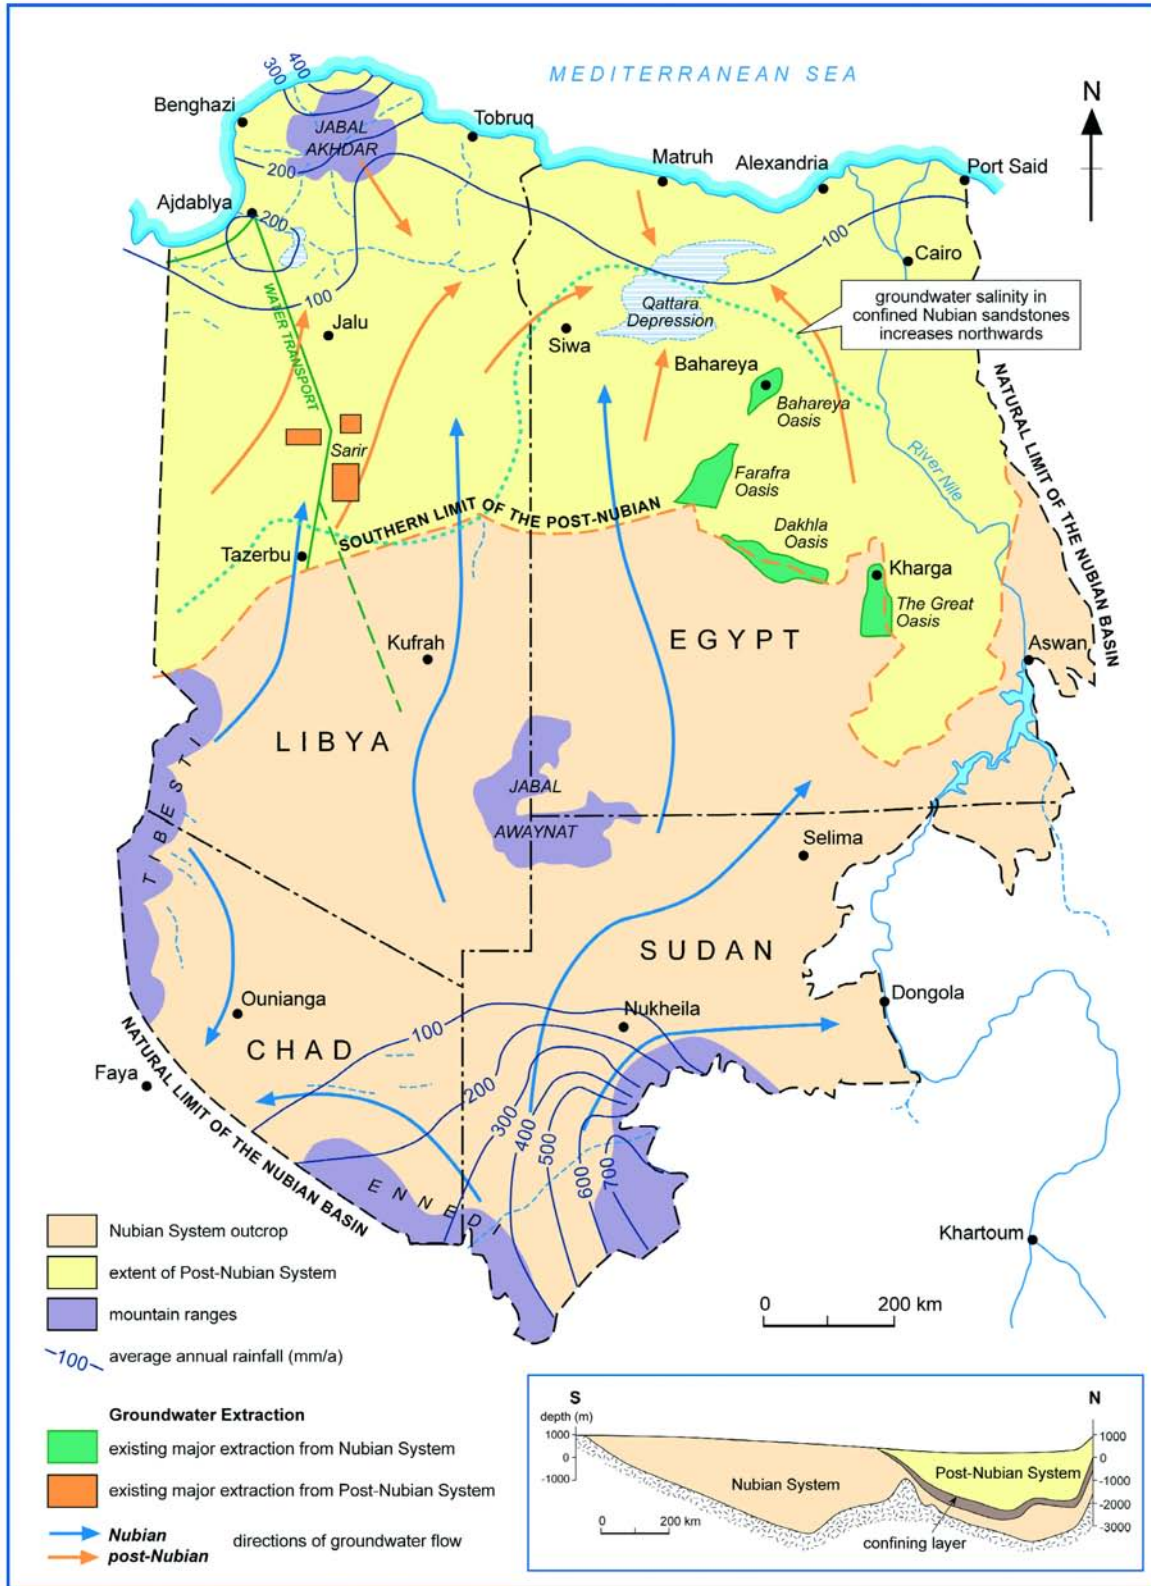 MEDITERRANEAN SEA
N
400
300
Benghazi
JABAL
AKHDAR
Tobruq
200
Matruh
Alexandria
Port Said
Ajdablya
200
100
Cairo
WATER TRANSPORT
100
Jalu
Qattara
Depression
Siwa
groundwater salinity in
confined Nubian sandstones
increases northwards
Bahareya
Bahareya
Oasis
NATURAL LIMIT OF THE NUBIAN BASIN
Sarir
Farafra
Oasis
River Nile
SOUTHERN LIMIT OF THE POST-NUBIAN
Dakhla
Oasis
Tazerbu
Kharga
The Great
Oasis
EGYPT
Kufrah
Aswan
LIBYA
TIBESTI
JABAL
AWAYNAT
Selima
SUDAN
Ounianga
Nukheila
Dongola
CHAD
100
200
300
400
500
600
700
Faya
NATURAL LIMIT OF THE NUBIAN BASIN
ENNEDI
Khartoum
Nubian System outcrop
extent of Post-Nubian System
mountain ranges
100 average annual rainfall (mm/a)
0 200 km
Groundwater Extraction
existing major extraction from Nubian System
existing major extraction from Post-Nubian System
Nubian
post-Nubian
directions of groundwater flow
S N
depth (m)
1000
0
-1000
1000
0
-1000
-2000
-3000
Nubian System
Post-Nubian System
confining layer
0 200 km